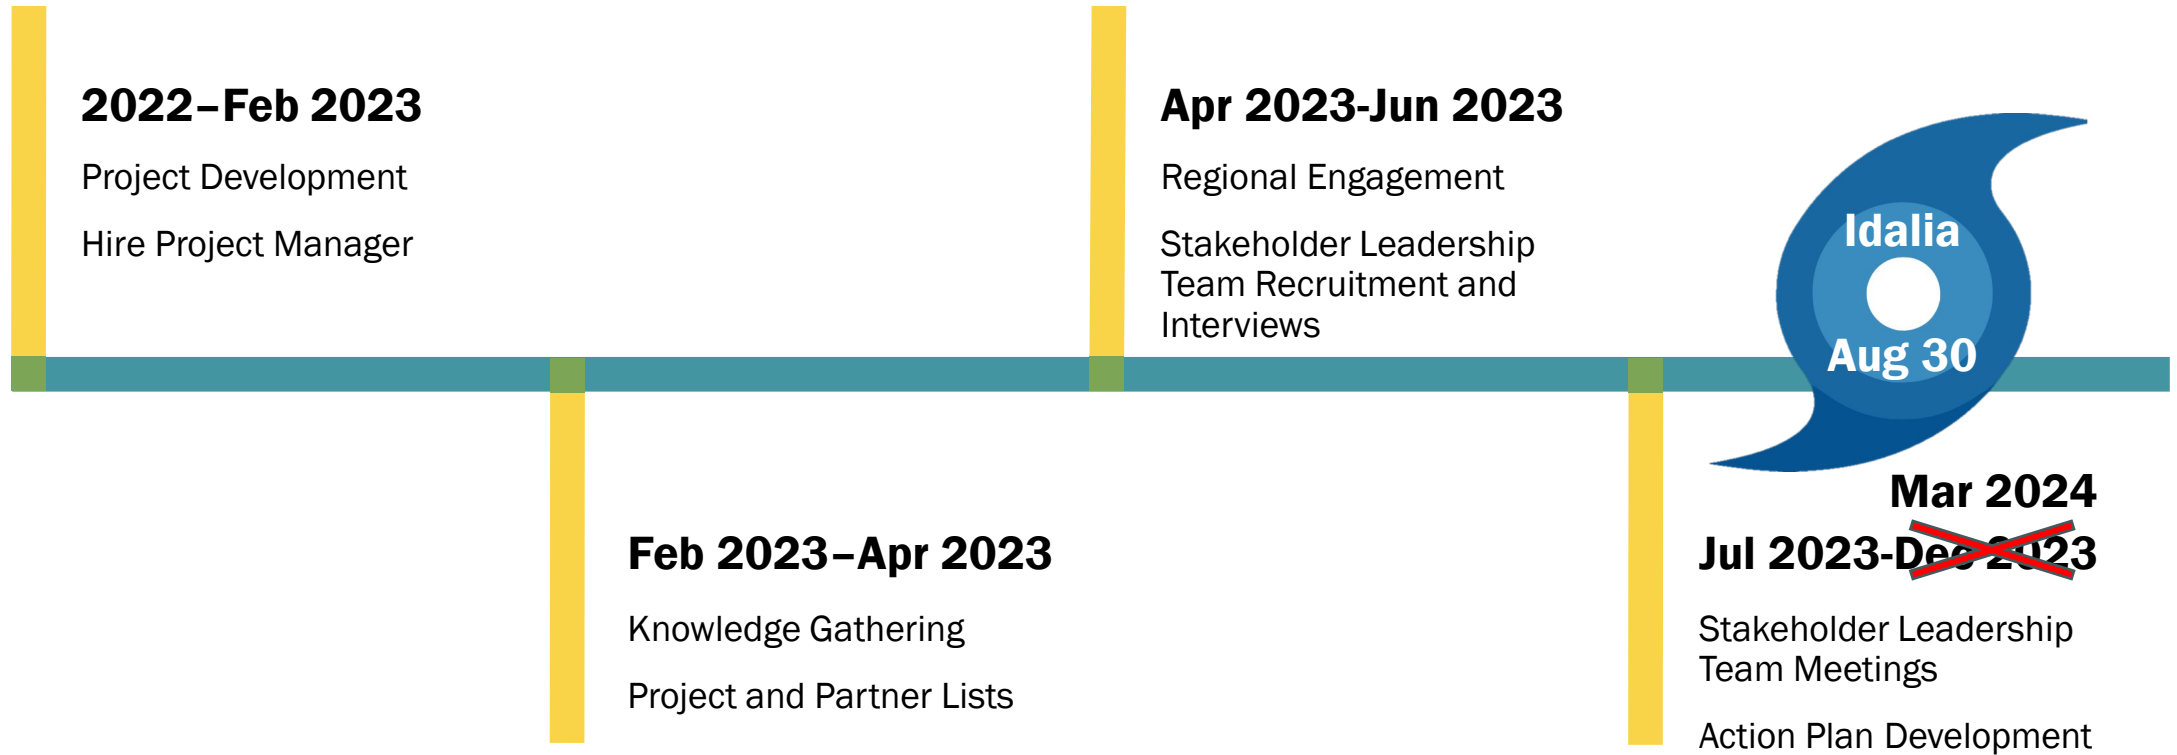 2022–Feb 2023
Project Development
Hire Project Manager
Feb 2023–Apr 2023
Knowledge Gathering
Project and Partner Lists
Apr 2023-Jun 2023
Regional Engagement
Stakeholder Leadership
Team Recruitment and
Interviews
Idalia
Aug 30
Mar 2024
Jul 2023-Dec 2023
Stakeholder Leadership
Team Meetings
Action Plan Development